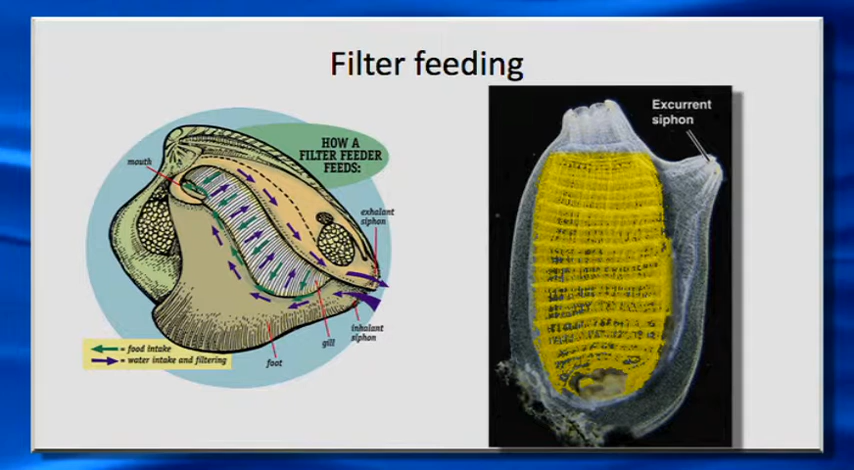 Filter feeding
HOW A
FILTER FEEDER
FEEDS:
mouth
exhalant
siphon
inhalant
siphon
gill
foot
= food intake
= water intake and filtering
Excurrent
siphon